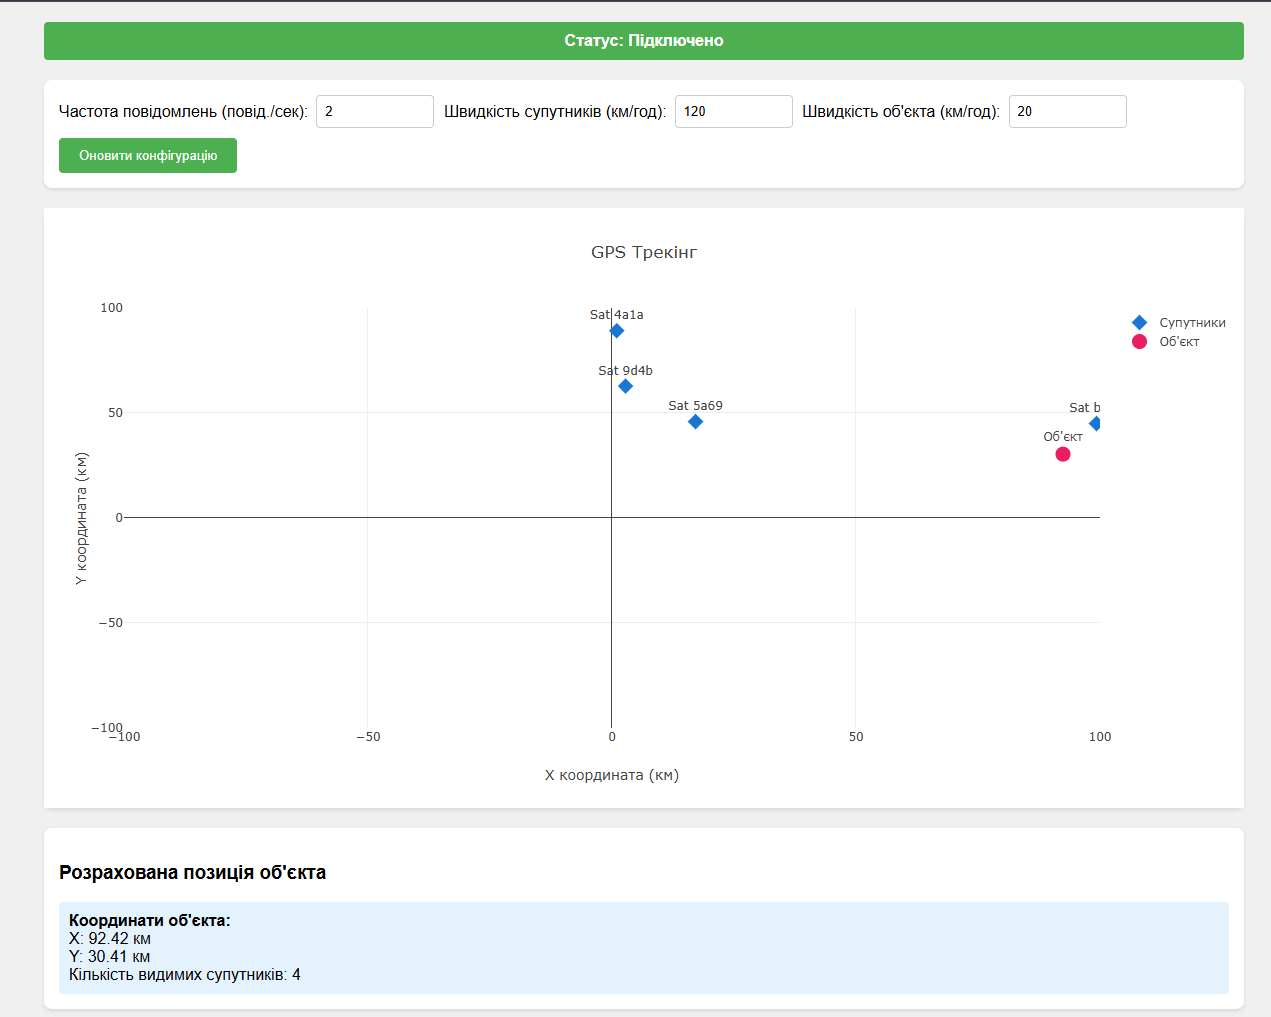 Статус: Підключено
Частота повідомлень (повід./сек): 2 Швидкість супутників (км/год): 120 Швидкість об'єкта (км/год): 20
Оновити конфігурацію
GPS Трекінг
100
50
0
−50
−100
Y координата (км)
Sat 4a1a
Sat 9d4b
Sat 5a69
Sat b
Об'єкт
Супутники
Об'єкт
−100
−50
0
50
100
X координата (км)
Розрахована позиція об'єкта
Координати об'єкта:
X: 92.42 км
Y: 30.41 км
Кількість видимих супутників: 4